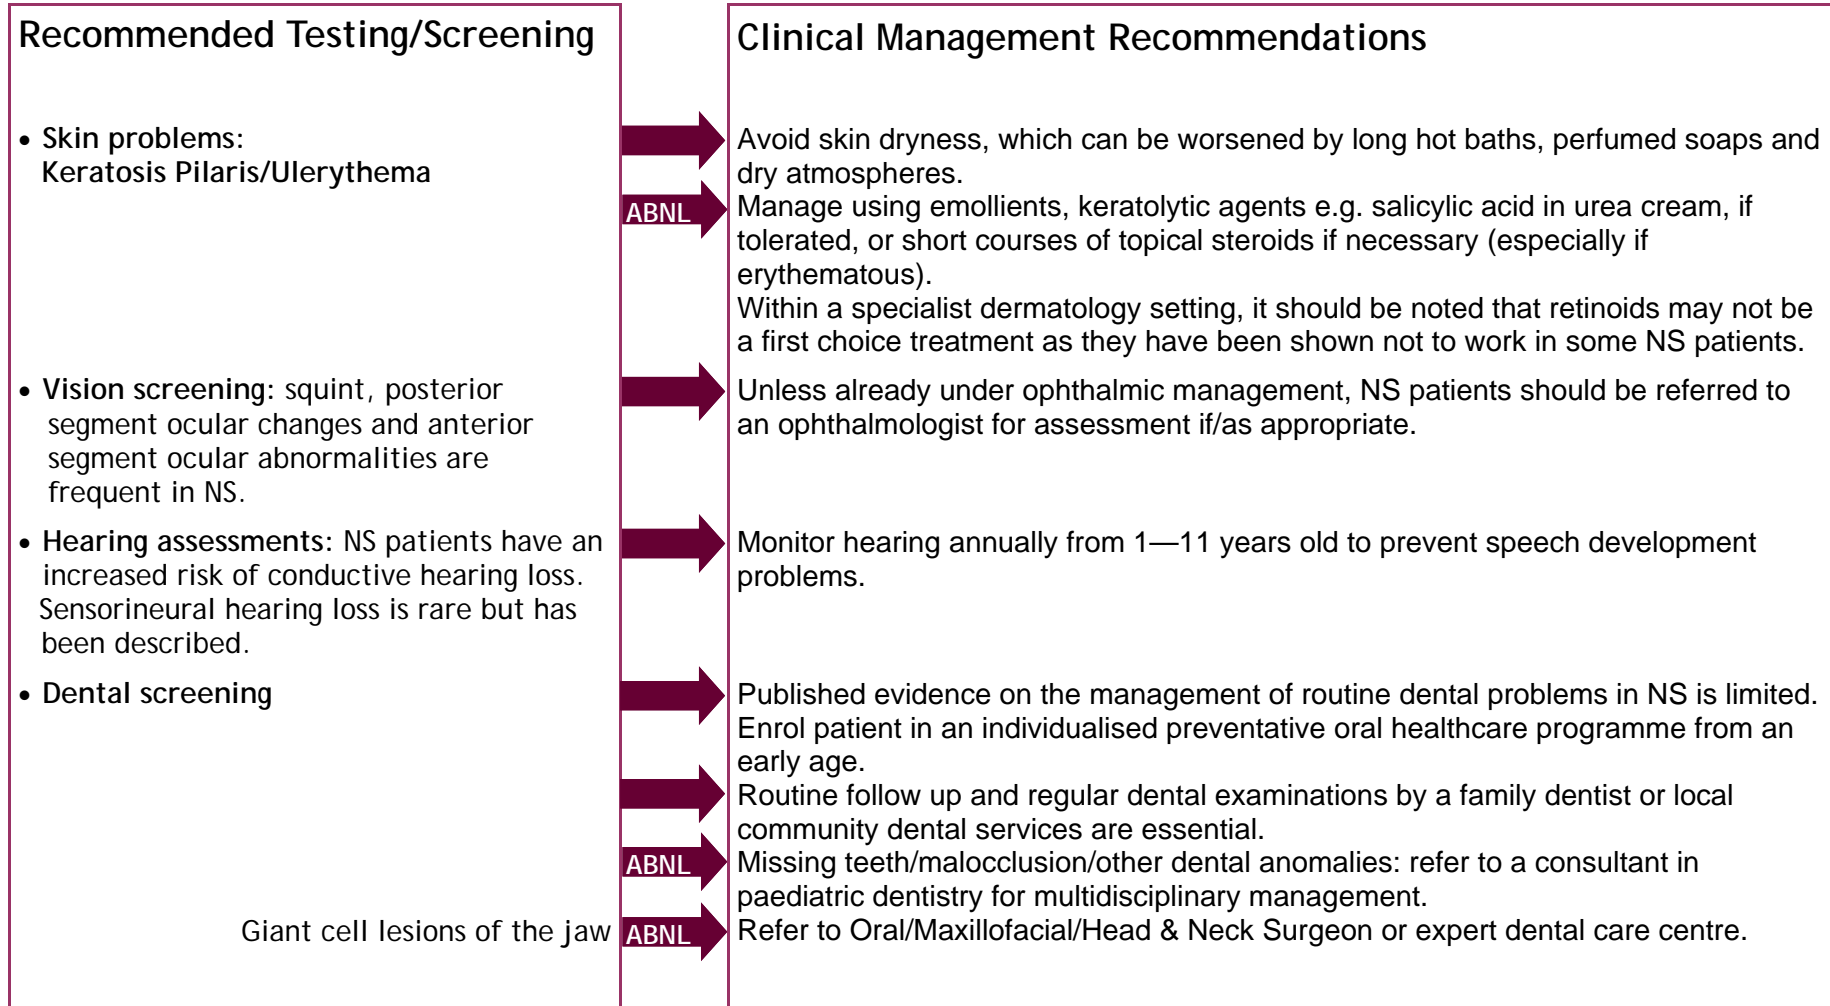 Recommended Testing/Screening
Clinical Management Recommendations
• Skin problems:
Keratosis Pilaris/Ulerythema
Avoid skin dryness, which can be worsened by long hot baths, perfumed soaps and
dry atmospheres.
ABNL
Manage using emollients, keratolytic agents e.g. salicylic acid in urea cream, if
tolerated, or short courses of topical steroids if necessary (especially if
erythematous).
Within a specialist dermatology setting, it should be noted that retinoids may not be
a first choice treatment as they have been shown not to work in some NS patients.
• Vision screening: squint, posterior
segment ocular changes and anterior
segment ocular abnormalities are
frequent in NS.
Unless already under ophthalmic management, NS patients should be referred to
an ophthalmologist for assessment if/as appropriate.
• Hearing assessments: NS patients have an
increased risk of conductive hearing loss.
Sensorineural hearing loss is rare but has
been described.
Monitor hearing annually from 1—11 years old to prevent speech development
problems.
• Dental screening
Published evidence on the management of routine dental problems in NS is limited.
Enrol patient in an individualised preventative oral healthcare programme from an
early age.
Routine follow up and regular dental examinations by a family dentist or local
community dental services are essential.
ABNL
Missing teeth/malocclusion/other dental anomalies: refer to a consultant in
paediatric dentistry for multidisciplinary management.
Giant cell lesions of the jaw
ABNL
Refer to Oral/Maxillofacial/Head & Neck Surgeon or expert dental care centre.